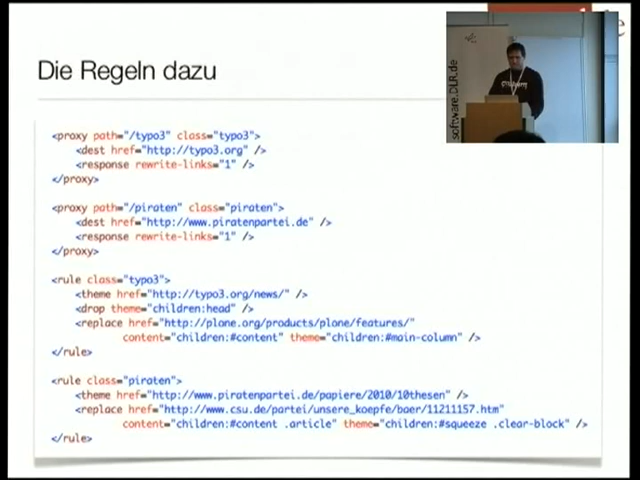 Die Regeln dazu
software.DLR.de
<proxy path="/typo3" class="typo3">
<dest href="http://typo3.org" />
<response rewrite-links="1" />
</proxy>
<proxy path="/piraten" class="piraten">
<dest href="http://www.piratenpartei.de" />
<response rewrite-links="1" />
</proxy>
<rule class="typo3">
<theme href="http://typo3.org/news/" />
<drop theme="children:head" />
<replace href="http://plone.org/products/plone/features/"
content="children:#content" theme="children:#main-column" />
</rule>
<rule class="piraten">
<theme href="http://www.piratenpartei.de/papiere/2010/10thesen" />
<replace href="http://www.csu.de/partei/unsere_koepfe/baer/11211157.htm"
content="children:#content .article" theme="children:#squeeze .clear-block" />
</rule>